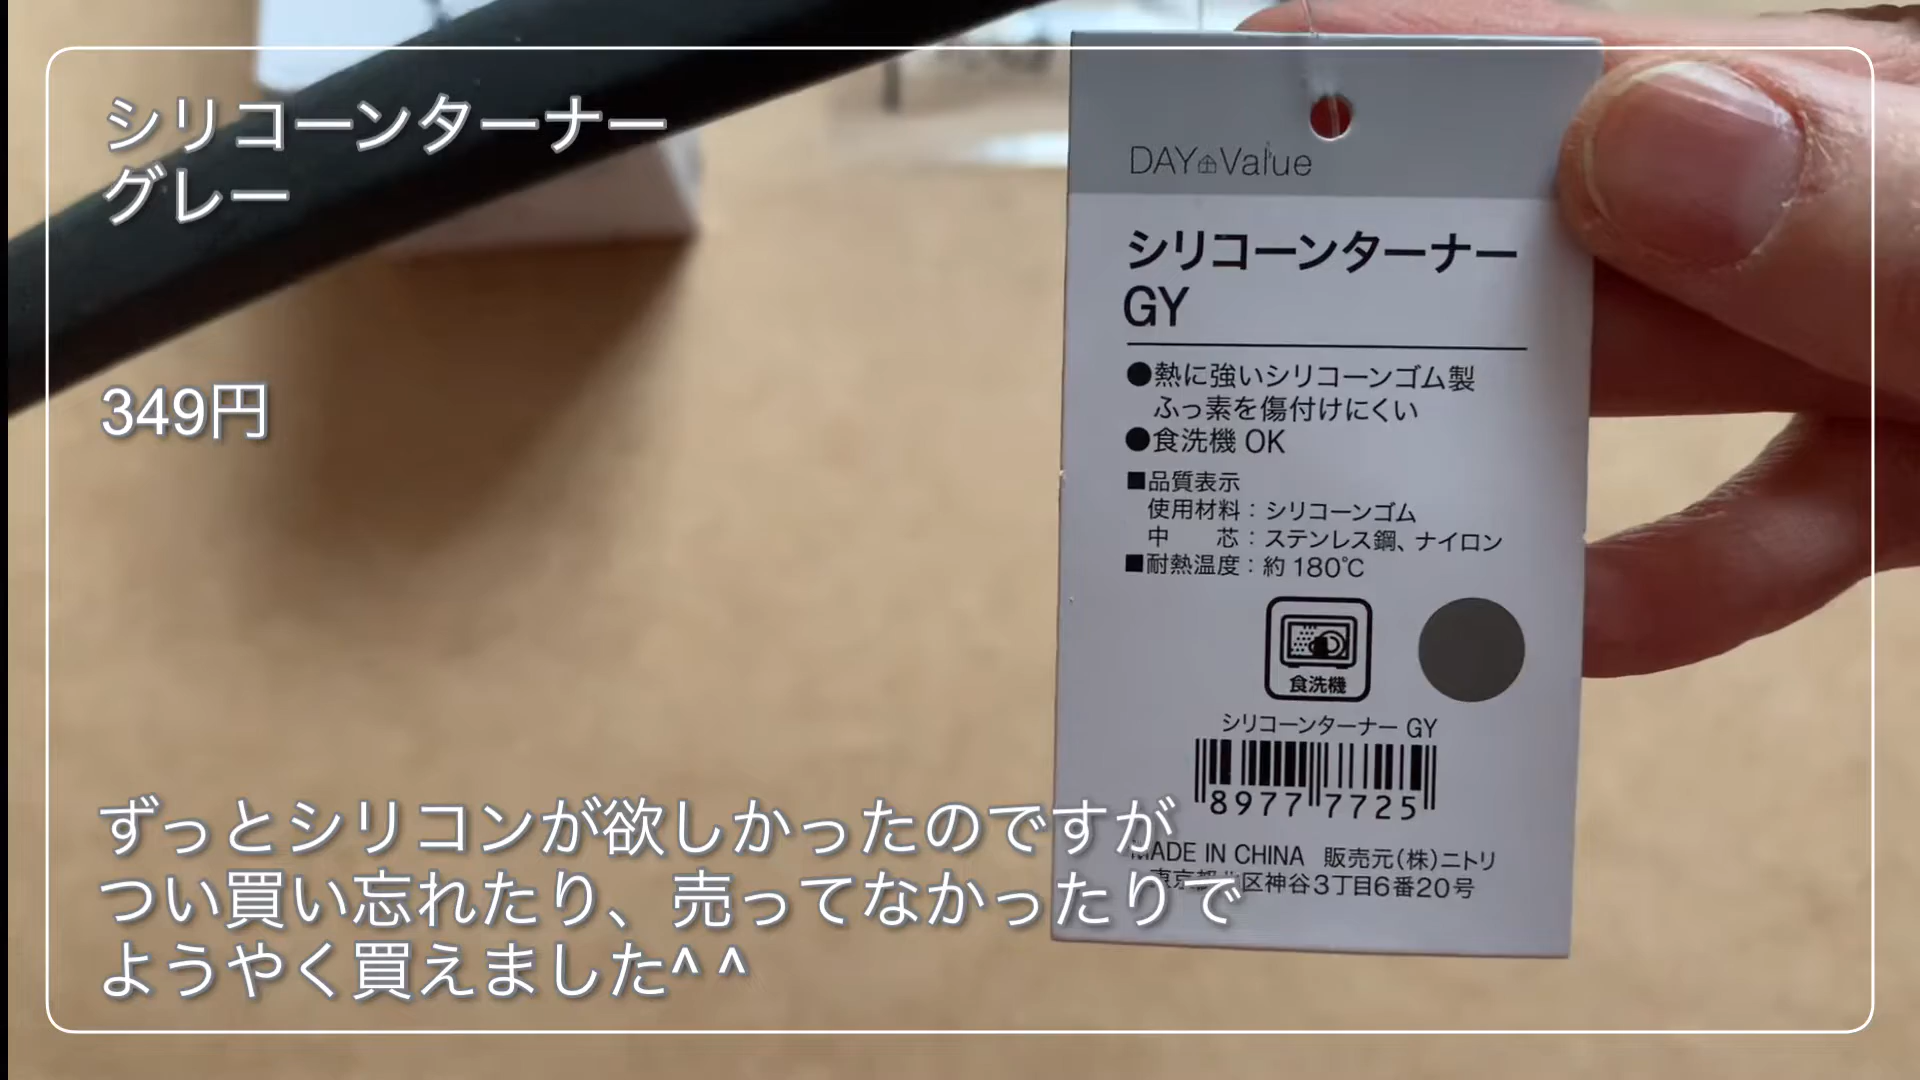 シリコーンターナー
グレー
349円
ずっとシリコンが欲しかったのですが
つい買い忘れたり、売ってなかったりで
ようやく買えました^ ^
DAY Value
シリコーンターナー
GY
●熱に強いシリコーンゴム製
ふっ素を傷付けにくい
●食洗機 OK
■品質表示
使用材料：シリコーンゴム
中　　芯：ステンレス鋼、ナイロン
■耐熱温度：約180℃
食洗機
シリコーンターナー GY
8977 7725
MADE IN CHINA 販売元(株)ニトリ
区神谷3丁目6番20号